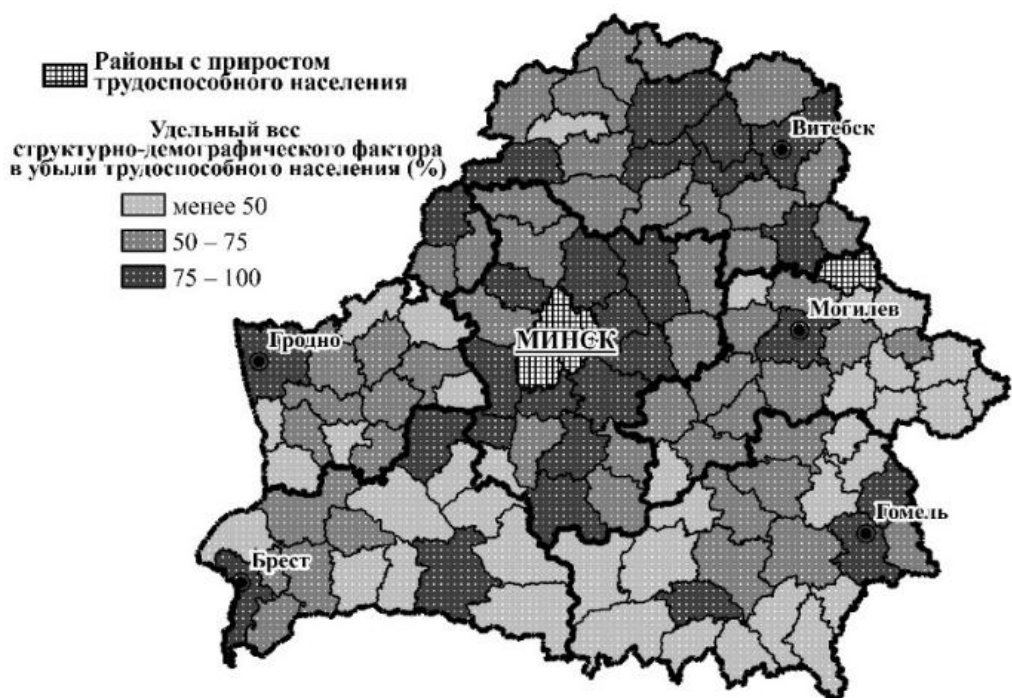 Районы с приростом
трудоспособного населения
Удельный вес
структурно-демографического фактора
в убыли трудоспособного населения (%)
менее 50
50 – 75
75 – 100
Витебск
Могилев
МИНСК
Гродно
Гомель
Брест